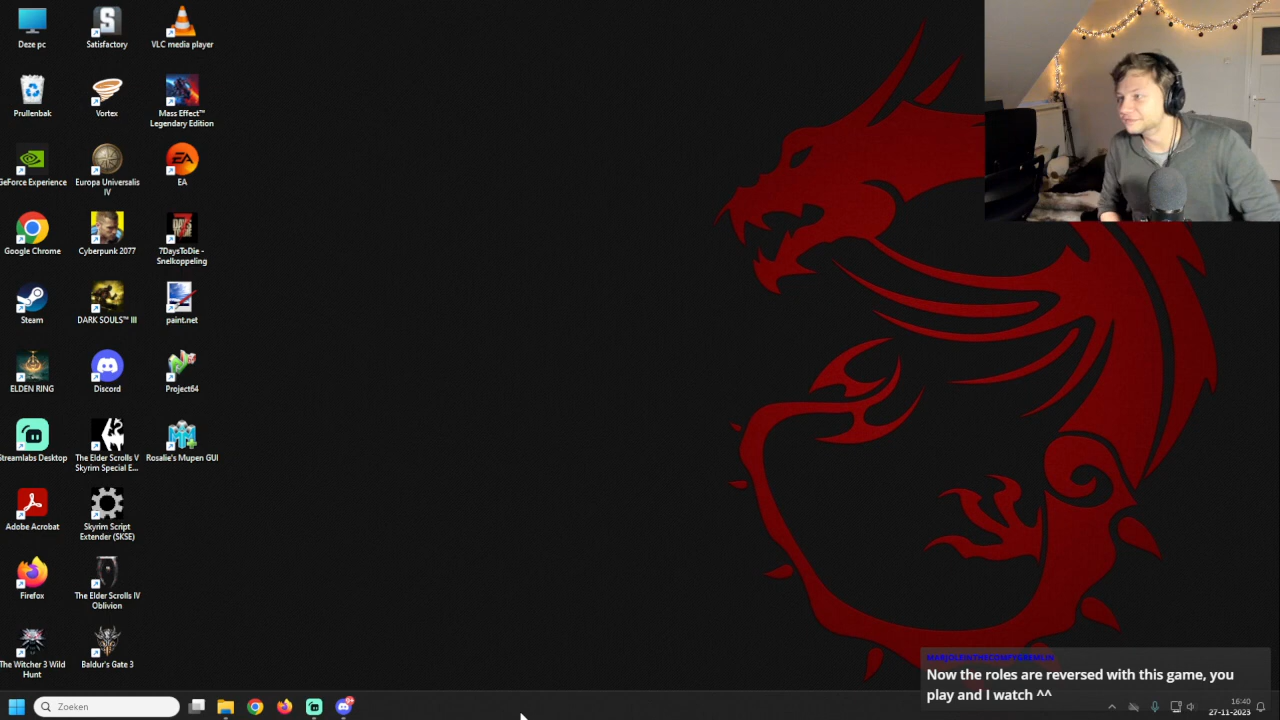 Deze pc
Satisfactory
VLC media player
Prullenbak
Vortex
Mass Effect™
Legendary Edition
GeForce Experience
Europa Universalis
IV
EA
EA
Google Chrome
Cyberpunk 2077
7DaysToDie -
Snelkoppeling
Steam
DARK SOULS™ III
paint.net
ELDEN RING
Discord
Project64
Streamlabs Desktop
The Elder Scrolls V
Skyrim Special E...
Rosalie's Mupen GUI
Adobe Acrobat
Skyrim Script
Extender (SKSE)
Firefox
The Elder Scrolls IV
Oblivion
The Witcher 3 Wild
Hunt
Baldur's Gate 3
Now the roles are reversed with this game, you
play and I watch ^^
Zoeken
16:40
27-11-2023